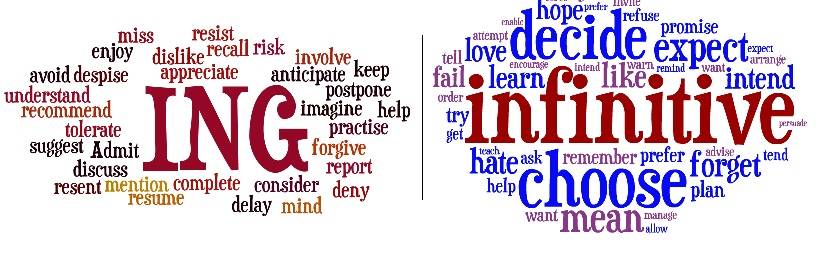 miss resist
enjoy dislike recall risk involve
avoid despise appreciate anticipate keep
understand postpone
recommend imagine help
tolerate ING practise
suggest Admit forgive
discuss report
resent mention complete consider deny
resume delay mind
hope prefer invite
enable refuse
attempt decide promise
tell love expect expect
encourage intend warn remind want arrange
fail learn like intend
order infinitive
try persuade
get
teach
hate ask remember prefer advise tend
forget
help choose plan
want mean manage
allow